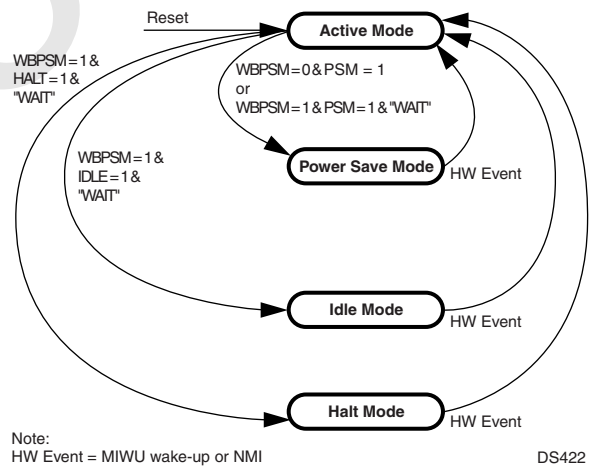 Reset
Active Mode
WBPSM=1&
HALT=1&
"WAIT"
WBPSM=0&PSM = 1
or
WBPSM=1&PSM=1&"WAIT"
WBPSM=1&
IDLE=1&
"WAIT"
Power Save Mode
HW Event
Idle Mode
HW Event
Halt Mode
HW Event
Note:
HW Event = MIWU wake-up or NMI
DS422